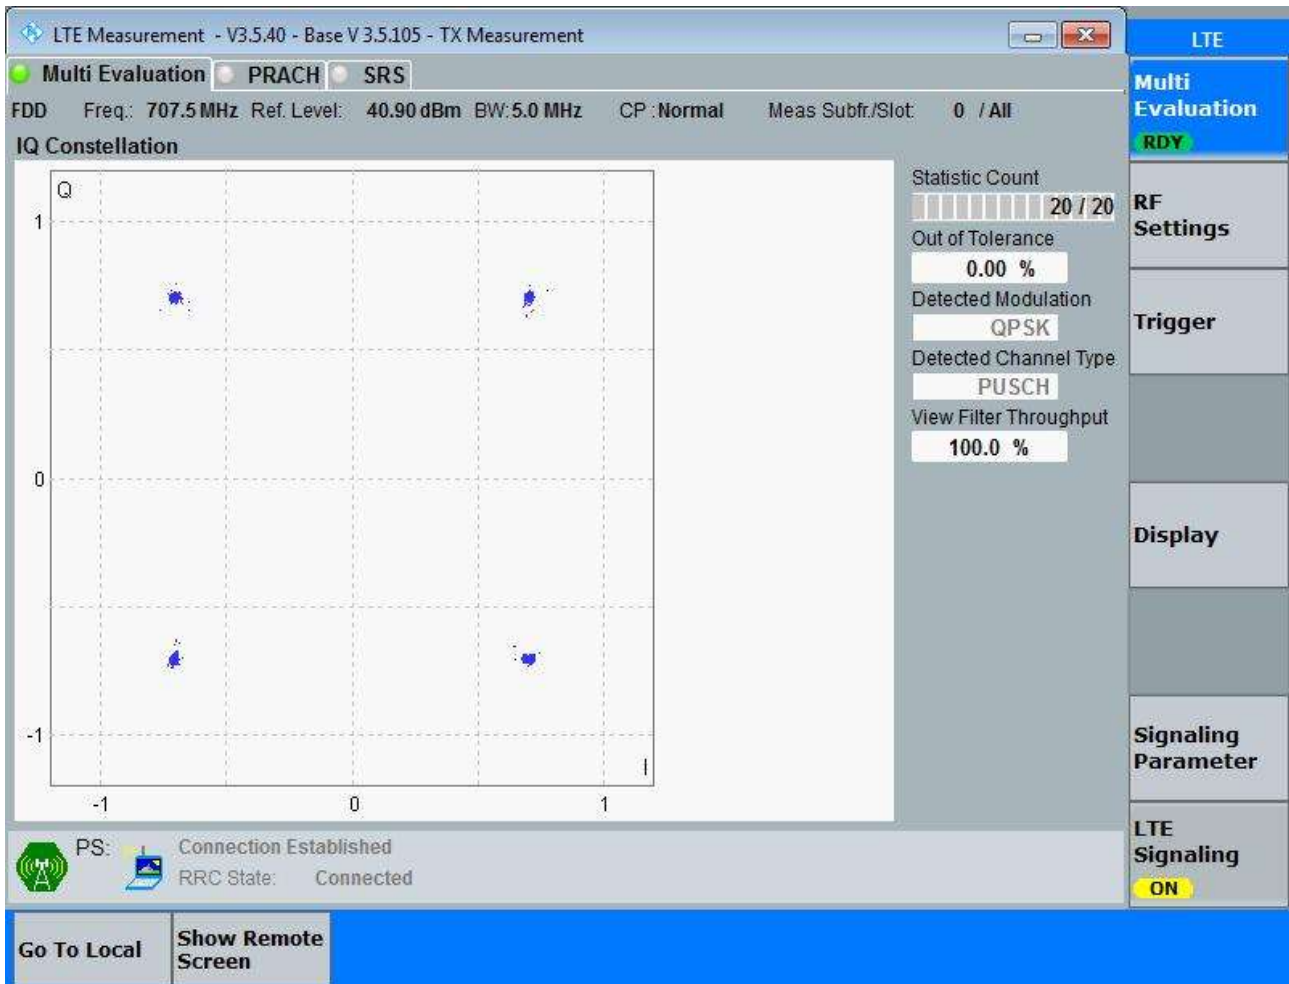 LTE Measurement - V3.5.40 - Base V 3.5.105 - TX Measurement
LTE
Multi Evaluation PRACH SRS
FDD Freq.: 707.5 MHz Ref. Level: 40.90 dBm BW: 5.0 MHz CP : Normal Meas Subfr./Slot: 0 / All
IQ Constellation
Q
1
0
-1
I
-1 0 1
Statistic Count
20 / 20
Out of Tolerance
0.00 %
Detected Modulation
QPSK
Detected Channel Type
PUSCH
View Filter Throughput
100.0 %
Multi
Evaluation
RDY
RF
Settings
Trigger
Display
Signaling
Parameter
LTE
Signaling
ON
PS: Connection Established
RRC State: Connected
Go To Local
Show Remote
Screen